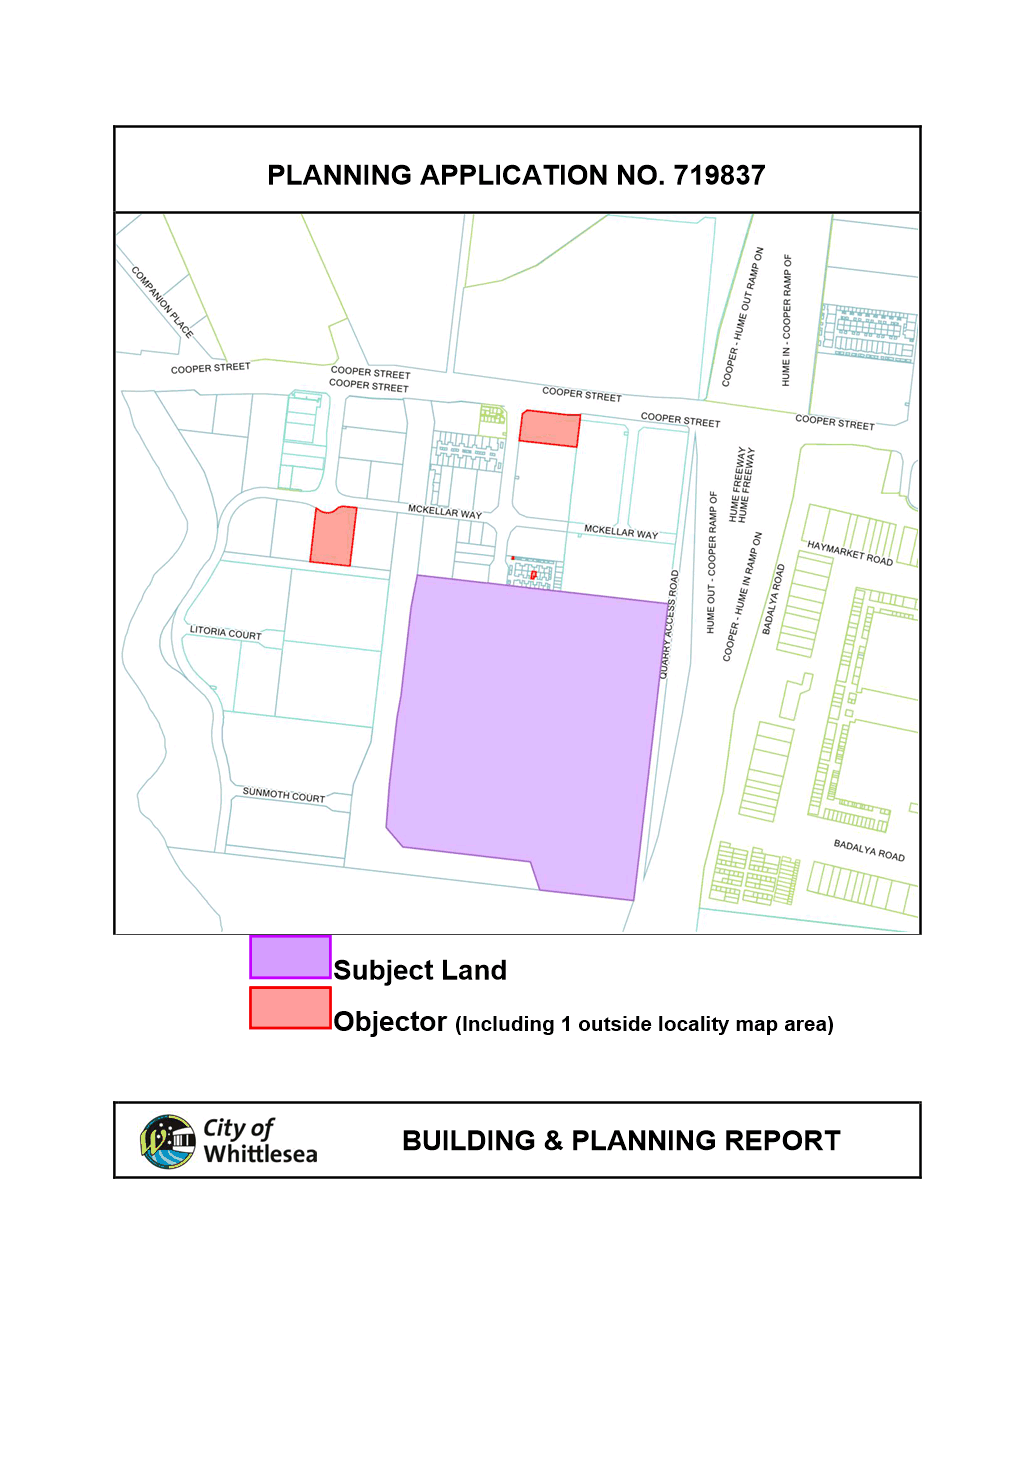 PLANNING APPLICATION NO. 719837
COMPANION PLACE
COOPER - HUME OUT RAMP ON
HUME IN - COOPER RAMP OF
COOPER STREET
COOPER STREET
COOPER STREET
COOPER STREET
COOPER STREET
COOPER STREET
HUME FREEWAY
HUME FREEWAY
MCKELLAR WAY
MCKELLAR WAY
HUME OUT - COOPER RAMP OF
COOPER - HUME IN RAMP ON
HAYMARKET ROAD
BADALYA ROAD
QUARRY ACCESS ROAD
LITORIA COURT
SUNMOTH COURT
BADALYA ROAD
Subject Land
Objector (Including 1 outside locality map area)
City of
Whittlesea
BUILDING & PLANNING REPORT